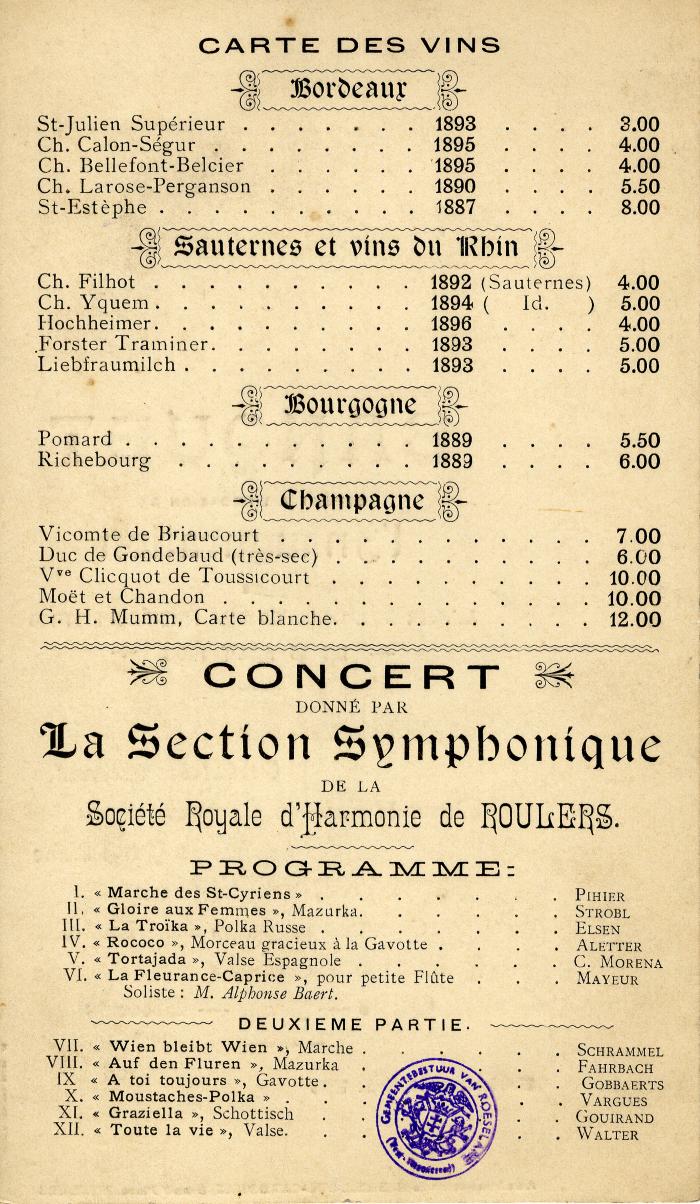 CARTE DES VINS
Bordeaux
St-Julien Supérieur . . . . . . . 1893 . . . . 3.00
Ch. Calon-Ségur . . . . . . . . 1895 . . . . 4.00
Ch. Bellefont-Belcier . . . . . . 1895 . . . . 4.00
Ch. Larose-Perganson . . . . . . 1890 . . . . 5.50
St-Estèphe . . . . . . . . . . 1887 . . . . 8.00
Sauternes et vins du Rhin
Ch. Filhot . . . . . . . . . . 1892 (Sauternes) 4.00
Ch. Yquem . . . . . . . . . . 1894 ( Id. ) 5.00
Hochheimer. . . . . . . . . . 1896 . . . . 4.00
Forster Traminer. . . . . . . . 1893 . . . . 5.00
Liebfraumilch . . . . . . . . . 1893 . . . . 5.00
Bourgogne
Pomard . . . . . . . . . . . 1889 . . . . 5.50
Richebourg . . . . . . . . . 1889 . . . . 6.00
Champagne
Vicomte de Briaucourt . . . . . . . . . . . . 7.00
Duc de Gondebaud (très-sec) . . . . . . . . . . 6.00
Vve Clicquot de Toussicourt . . . . . . . . . . 10.00
Moët et Chandon . . . . . . . . . . . . . . 10.00
G. H. Mumm, Carte blanche. . . . . . . . . . 12.00
CONCERT
DONNÉ PAR
La Section Symphonique
DE LA
Société Royale d'Harmonie de ROULERS.
PROGRAMME:
I. « Marche des St-Cyriens » . . . . . . PIHIER
II. « Gloire aux Femmes », Mazurka. . . . . . STROBL
III. « La Troïka », Polka Russe . . . . . . . ELSEN
IV. « Rococo », Morceau gracieux à la Gavotte . . . . ALETTER
V. « Tortajada », Valse Espagnole . . . . . . C. MORENA
VI. « La Fleurance-Caprice », pour petite Flûte . . . MAYEUR
Soliste : M. Alphonse Baert.
DEUXIEME PARTIE.
VII. « Wien bleibt Wien », Marche . . . . . . SCHRAMMEL
VIII. « Auf den Fluren », Mazurka . . . . . . FAHRBACH
IX « A toi toujours », Gavotte. . . . . . . GOBBAERTS
X. « Moustaches-Polka » . . . . . . . VARGUES
XI. « Graziella », Schottisch . . . . . . GOUIRAND
XII. « Toute la vie », Valse. . . . . . . WALTER
GEMEENTEBESTUUR VAN ROESELARE
(West-Vlaanderen)